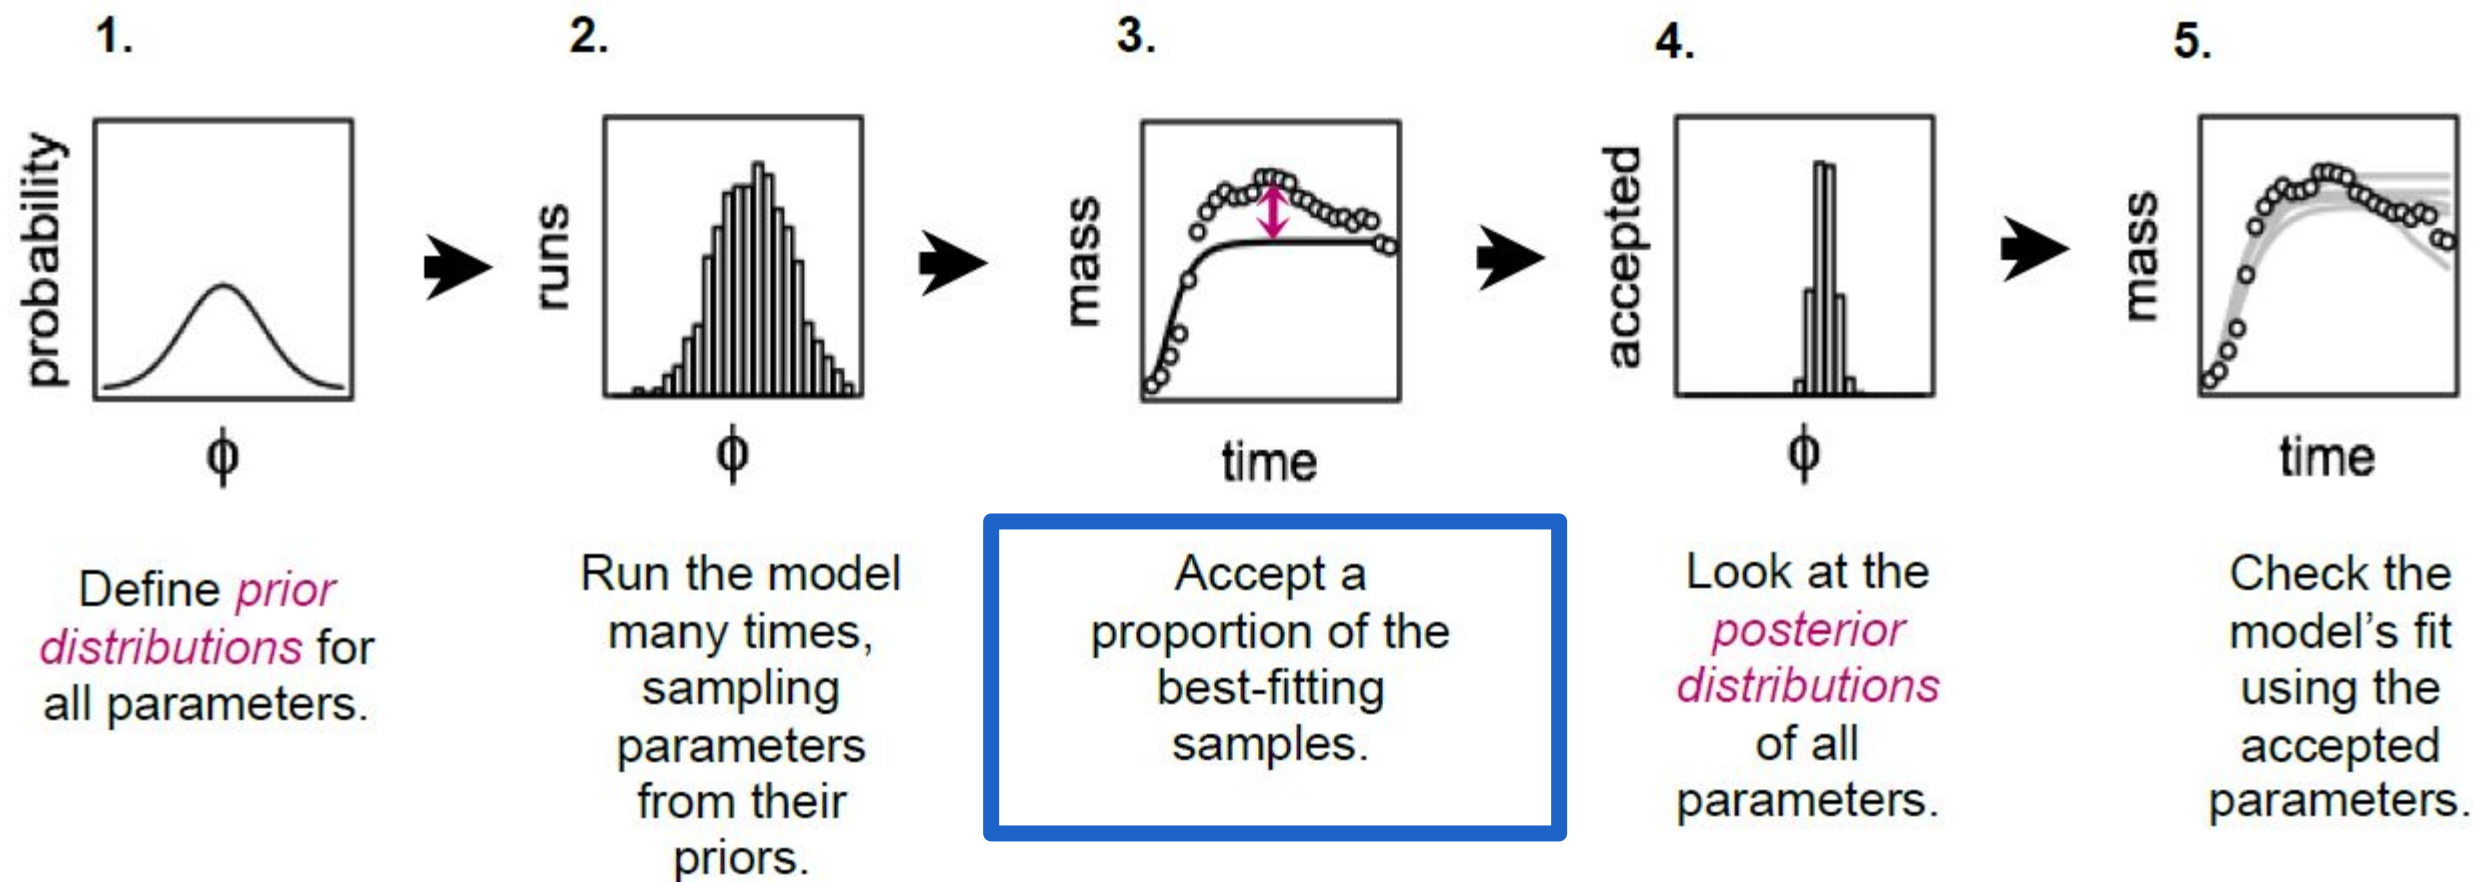 1.
2.
3.
4.
5.
probability
ϕ
runs
ϕ
mass
time
accepted
ϕ
mass
time
Define prior
distributions for
all parameters.
Run the model
many times,
sampling
parameters
from their
priors.
Accept a
proportion of the
best-fitting
samples.
Look at the
posterior
distributions
of all
parameters.
Check the
model’s fit
using the
accepted
parameters.